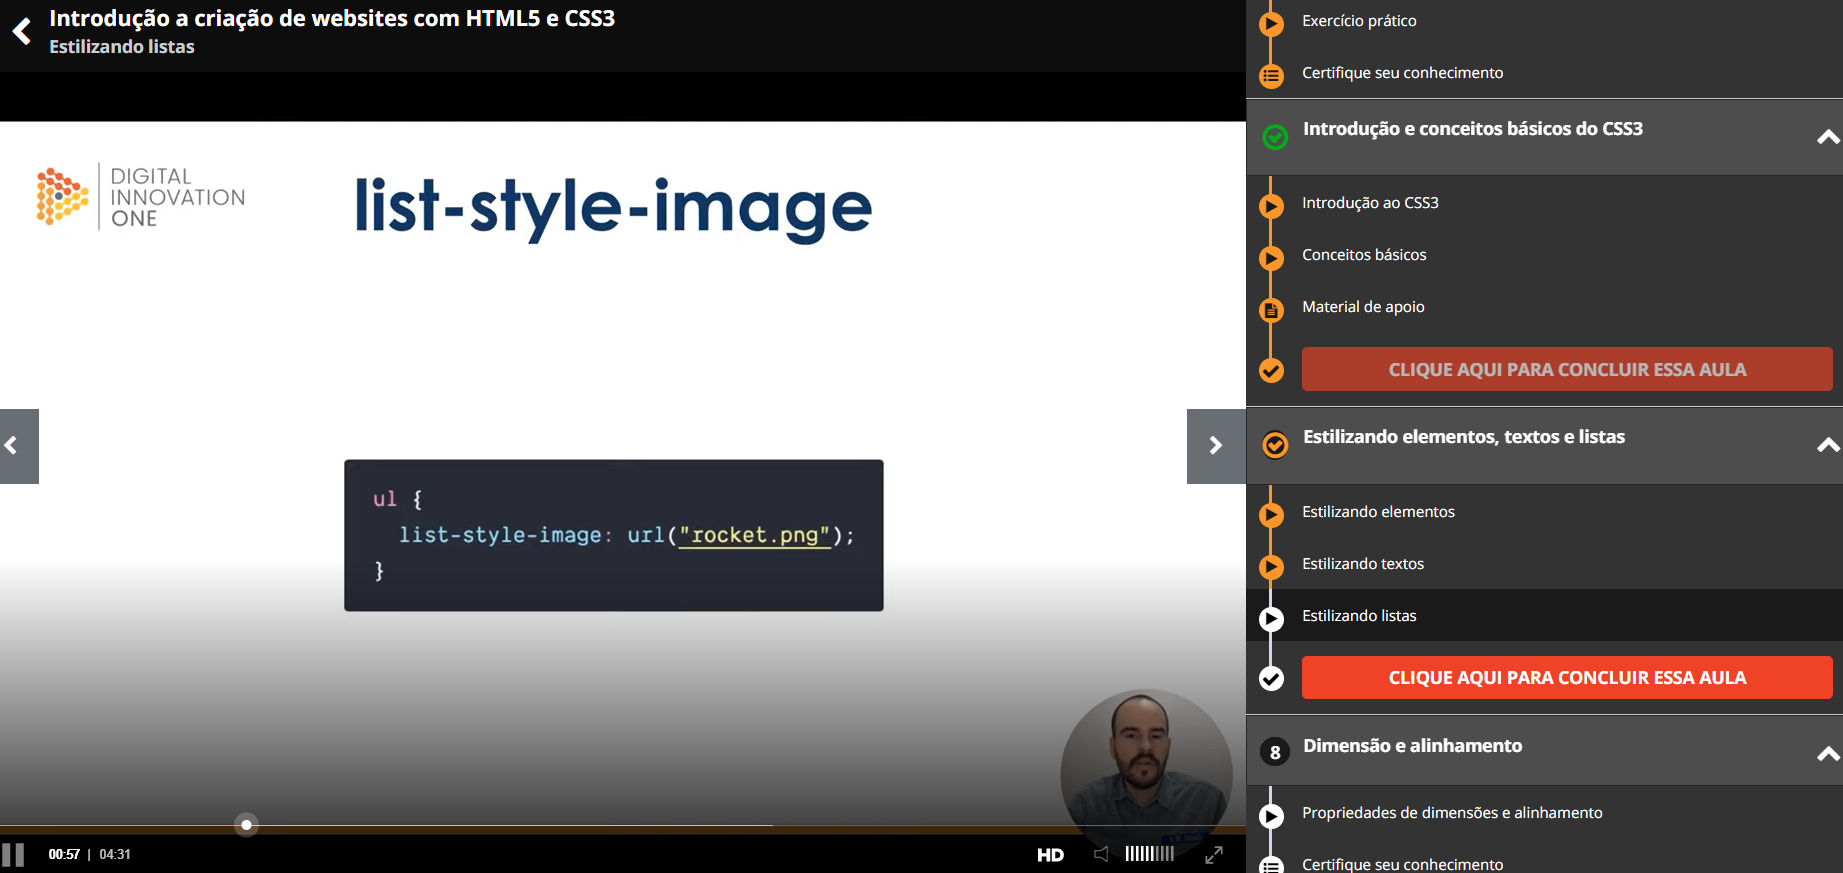 Introdução a criação de websites com HTML5 e CSS3
Estilizando listas
DIGITAL
INNOVATION
ONE
list-style-image
ul {
list-style-image: url("rocket.png");
}
00:57 | 04:31
HD
Exercício prático
Certifique seu conhecimento
Introdução e conceitos básicos do CSS3
Introdução ao CSS3
Conceitos básicos
Material de apoio
CLIQUE AQUI PARA CONCLUIR ESSA AULA
Estilizando elementos, textos e listas
Estilizando elementos
Estilizando textos
Estilizando listas
CLIQUE AQUI PARA CONCLUIR ESSA AULA
8 Dimensão e alinhamento
Propriedades de dimensões e alinhamento
Certifique seu conhecimento